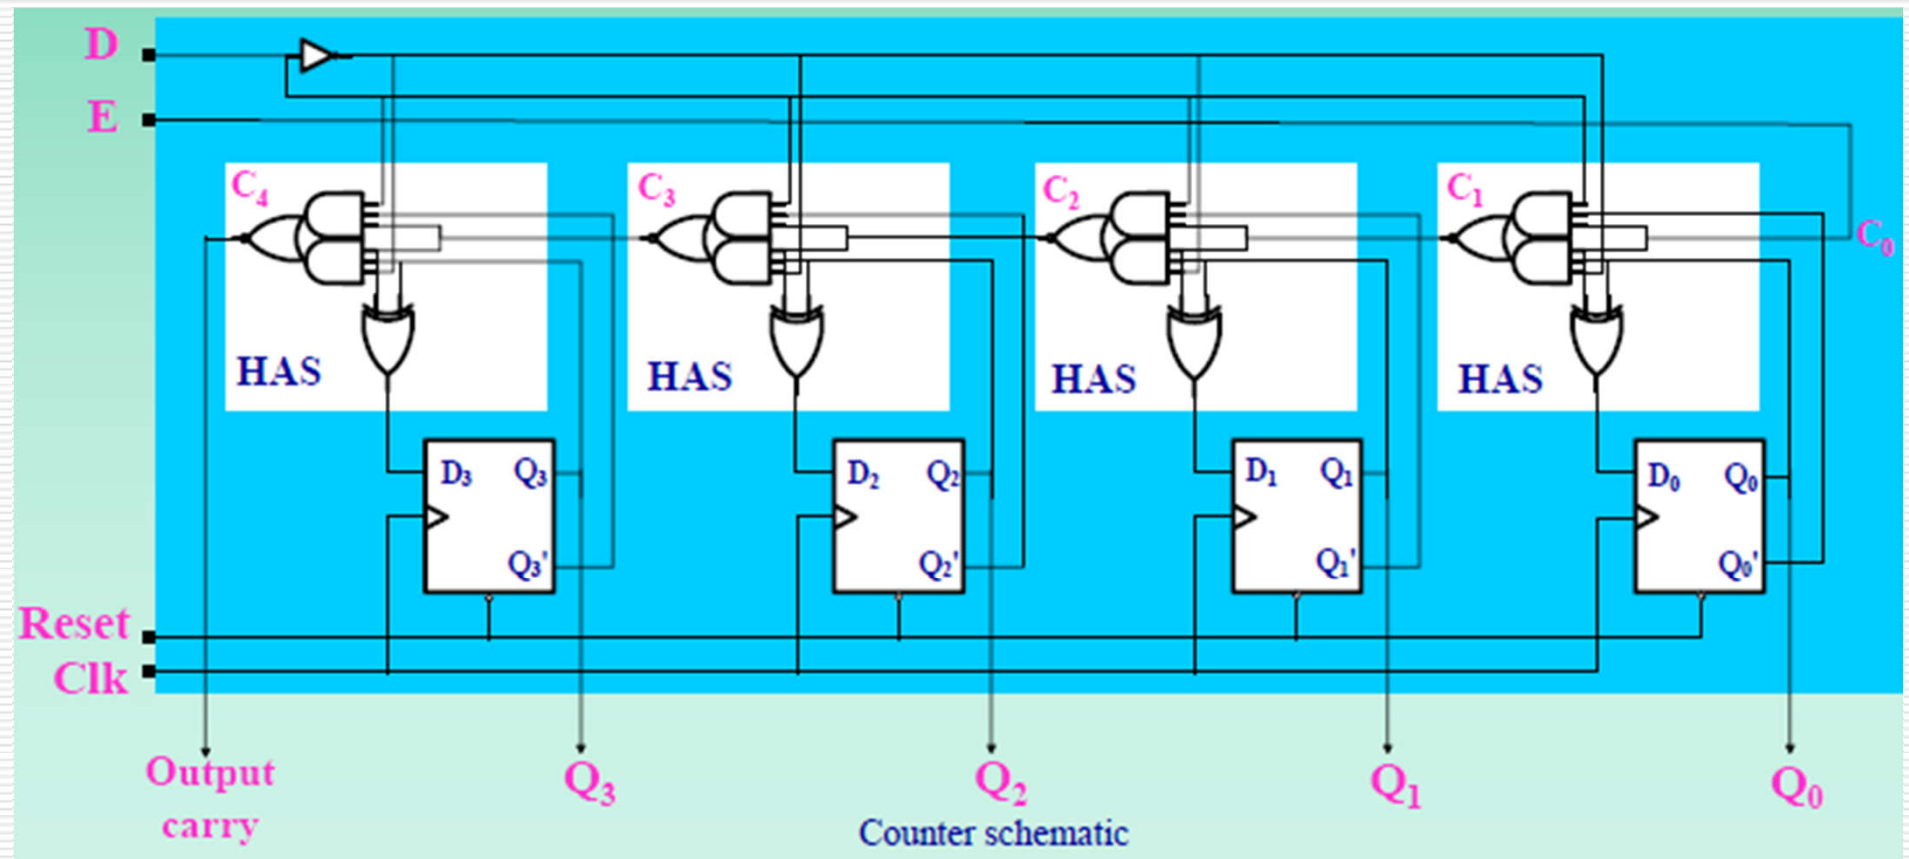 D
E
C₄
C₃
C₂
C₁
C₀
HAS
HAS
HAS
HAS
D₃ Q₃
D₂ Q₂
D₁ Q₁
D₀ Q₀
Q₃'
Q₂'
Q₁'
Q₀'
Reset
Clk
Output
carry
Q₃
Q₂
Q₁
Q₀
Counter schematic